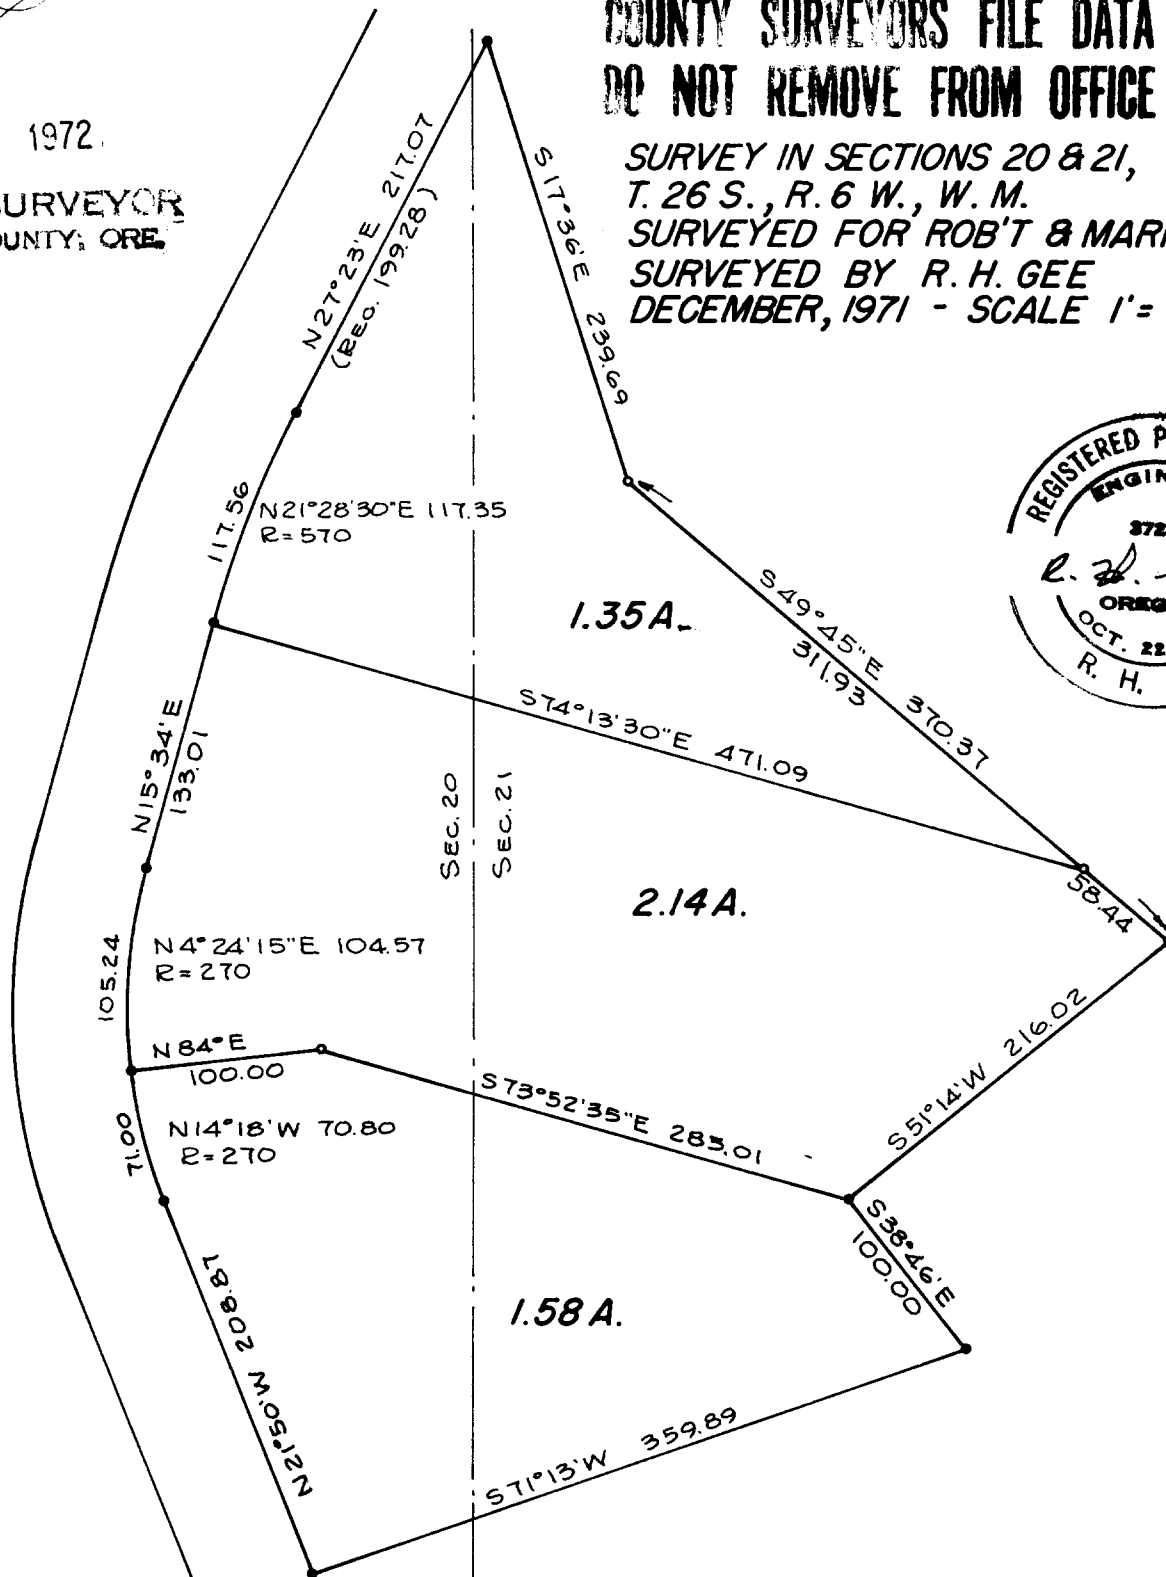 COUNTY SURVEYORS FILE DATA
DO NOT REMOVE FROM OFFICE
1972
SURVEYOR
OUNTY, ORE.
SURVEY IN SECTIONS 20 & 21,
T. 26 S., R. 6 W., W. M.
SURVEYED FOR ROB'T & MARI
SURVEYED BY R. H. GEE
DECEMBER, 1971 - SCALE 1"=
N27°23'E 217.07
(REC. 199.28)
S17°36'E 239.69
REGISTERED P
ENGIN
372
OREG
OCT. 22
R. H.
117.56
N21°28'30"E 117.35
R=570
1.35 A.
S49°45"E 370.37
311.93
S74°13'30"E 471.09
N15°34'E
133.01
SEC. 20
SEC. 21
2.14 A.
58.44
105.24
N4°24'15"E 104.57
R=270
N84°E
100.00
S73°52'35"E 283.01
S51°14'W 216.02
71.00
N14°18'W 70.80
R=270
S38°46'E
100.00
N21°50'W 208.87
1.58 A.
S71°13'W 359.89